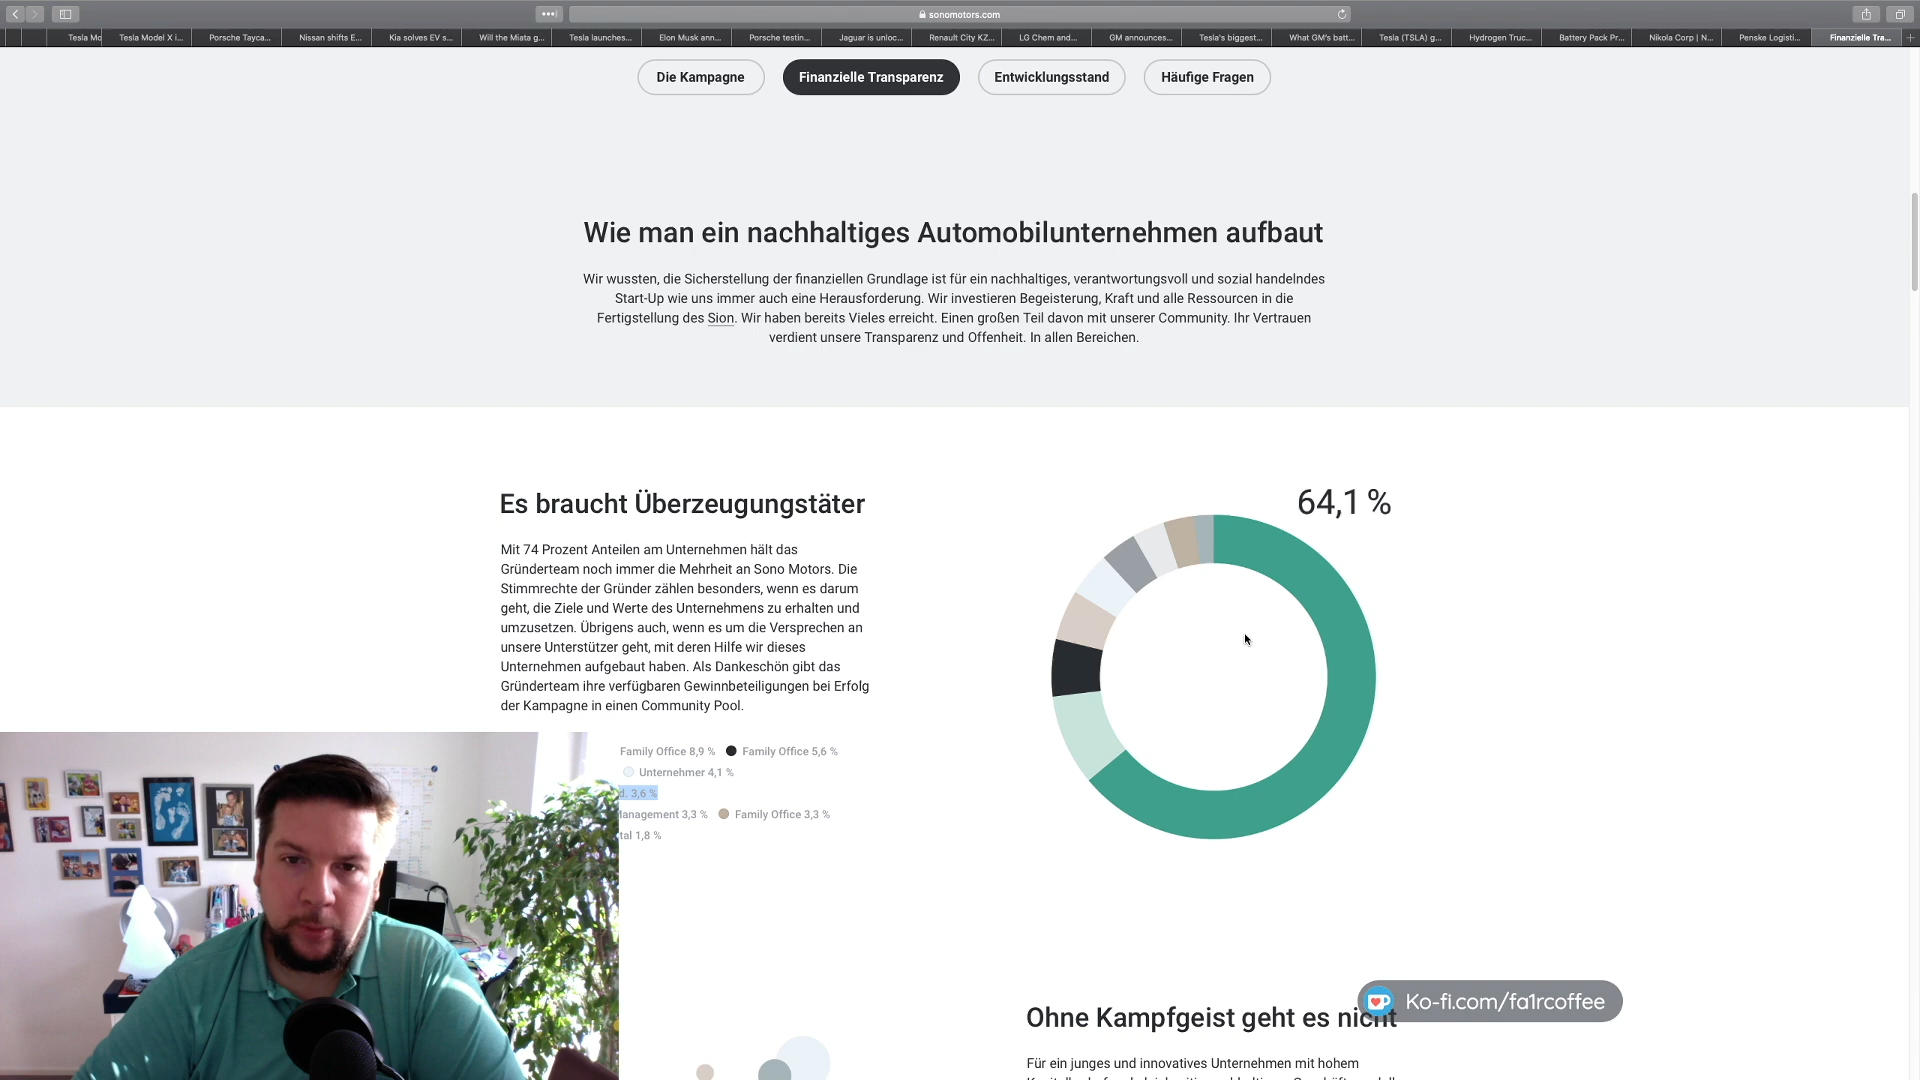 sonomotors.com
Tesla Mo
Tesla Model X i...
Porsche Tayca...
Nissan shifts E...
Kia solves EV s...
Will the Miata g...
Tesla launches...
Elon Musk ann...
Porsche testin...
Jaguar is unloc...
Renault City KZ...
LG Chem and...
GM announces...
Tesla's biggest...
What GM's batt...
Tesla (TSLA) g...
Hydrogen Truc...
Battery Pack Pr...
Nikola Corp | N...
Penske Logisti...
Finanzielle Tra...
Die Kampagne
Finanzielle Transparenz
Entwicklungsstand
Häufige Fragen
Wie man ein nachhaltiges Automobilunternehmen aufbaut
Wir wussten, die Sicherstellung der finanziellen Grundlage ist für ein nachhaltiges, verantwortungsvoll und sozial handelndes
Start-Up wie uns immer auch eine Herausforderung. Wir investieren Begeisterung, Kraft und alle Ressourcen in die
Fertigstellung des Sion. Wir haben bereits Vieles erreicht. Einen großen Teil davon mit unserer Community. Ihr Vertrauen
verdient unsere Transparenz und Offenheit. In allen Bereichen.
Es braucht Überzeugungstäter
Mit 74 Prozent Anteilen am Unternehmen hält das
Gründerteam noch immer die Mehrheit an Sono Motors. Die
Stimmrechte der Gründer zählen besonders, wenn es darum
geht, die Ziele und Werte des Unternehmens zu erhalten und
umzusetzen. Übrigens auch, wenn es um die Versprechen an
unsere Unterstützer geht, mit deren Hilfe wir dieses
Unternehmen aufgebaut haben. Als Dankeschön gibt das
Gründerteam ihre verfügbaren Gewinnbeteiligungen bei Erfolg
der Kampagne in einen Community Pool.
64,1 %
Family Office 8,9 % Family Office 5,6 %
Unternehmer 4,1 %
d. 3,6 %
Management 3,3 % Family Office 3,3 %
tal 1,8 %
Ohne Kampfgeist geht es nicht
Ko-fi.com/fa1rcoffee
Für ein junges und innovatives Unternehmen mit hohem